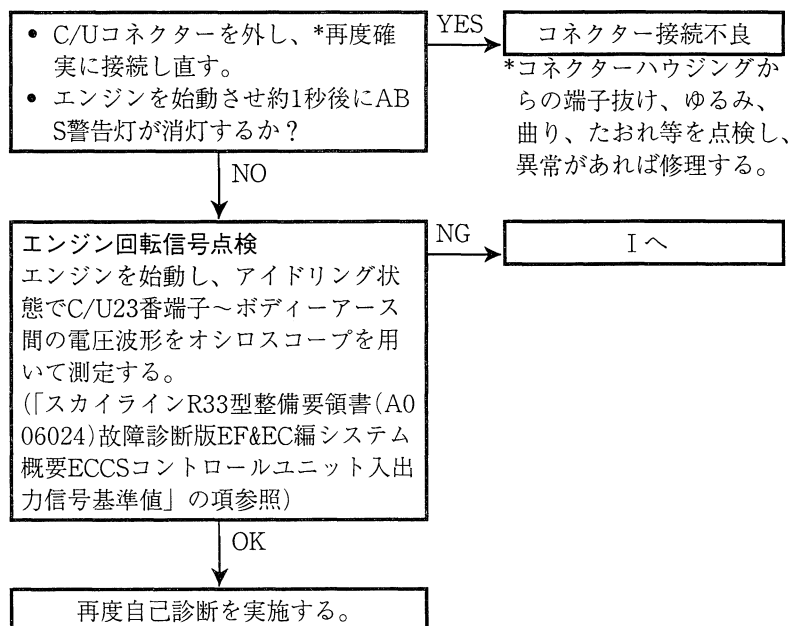 • C/Uコネクターを外し、*再度確
実に接続し直す。
• エンジンを始動させ約1秒後にAB
S警告灯が消灯するか？
YES
コネクター接続不良
*コネクターハウジングか
らの端子抜け、ゆるみ、
曲り、たおれ等を点検し、
異常があれば修理する。
NO
エンジン回転信号点検
エンジンを始動し、アイドリング状
態でC/U23番端子～ボディーアース
間の電圧波形をオシロスコープを用
いて測定する。
(「スカイラインR33型整備要領書(A0
06024)故障診断版EF&EC編システム
概要ECCSコントロールユニット入出
力信号基準値」の項参照)
NG
Iへ
OK
再度自己診断を実施する。